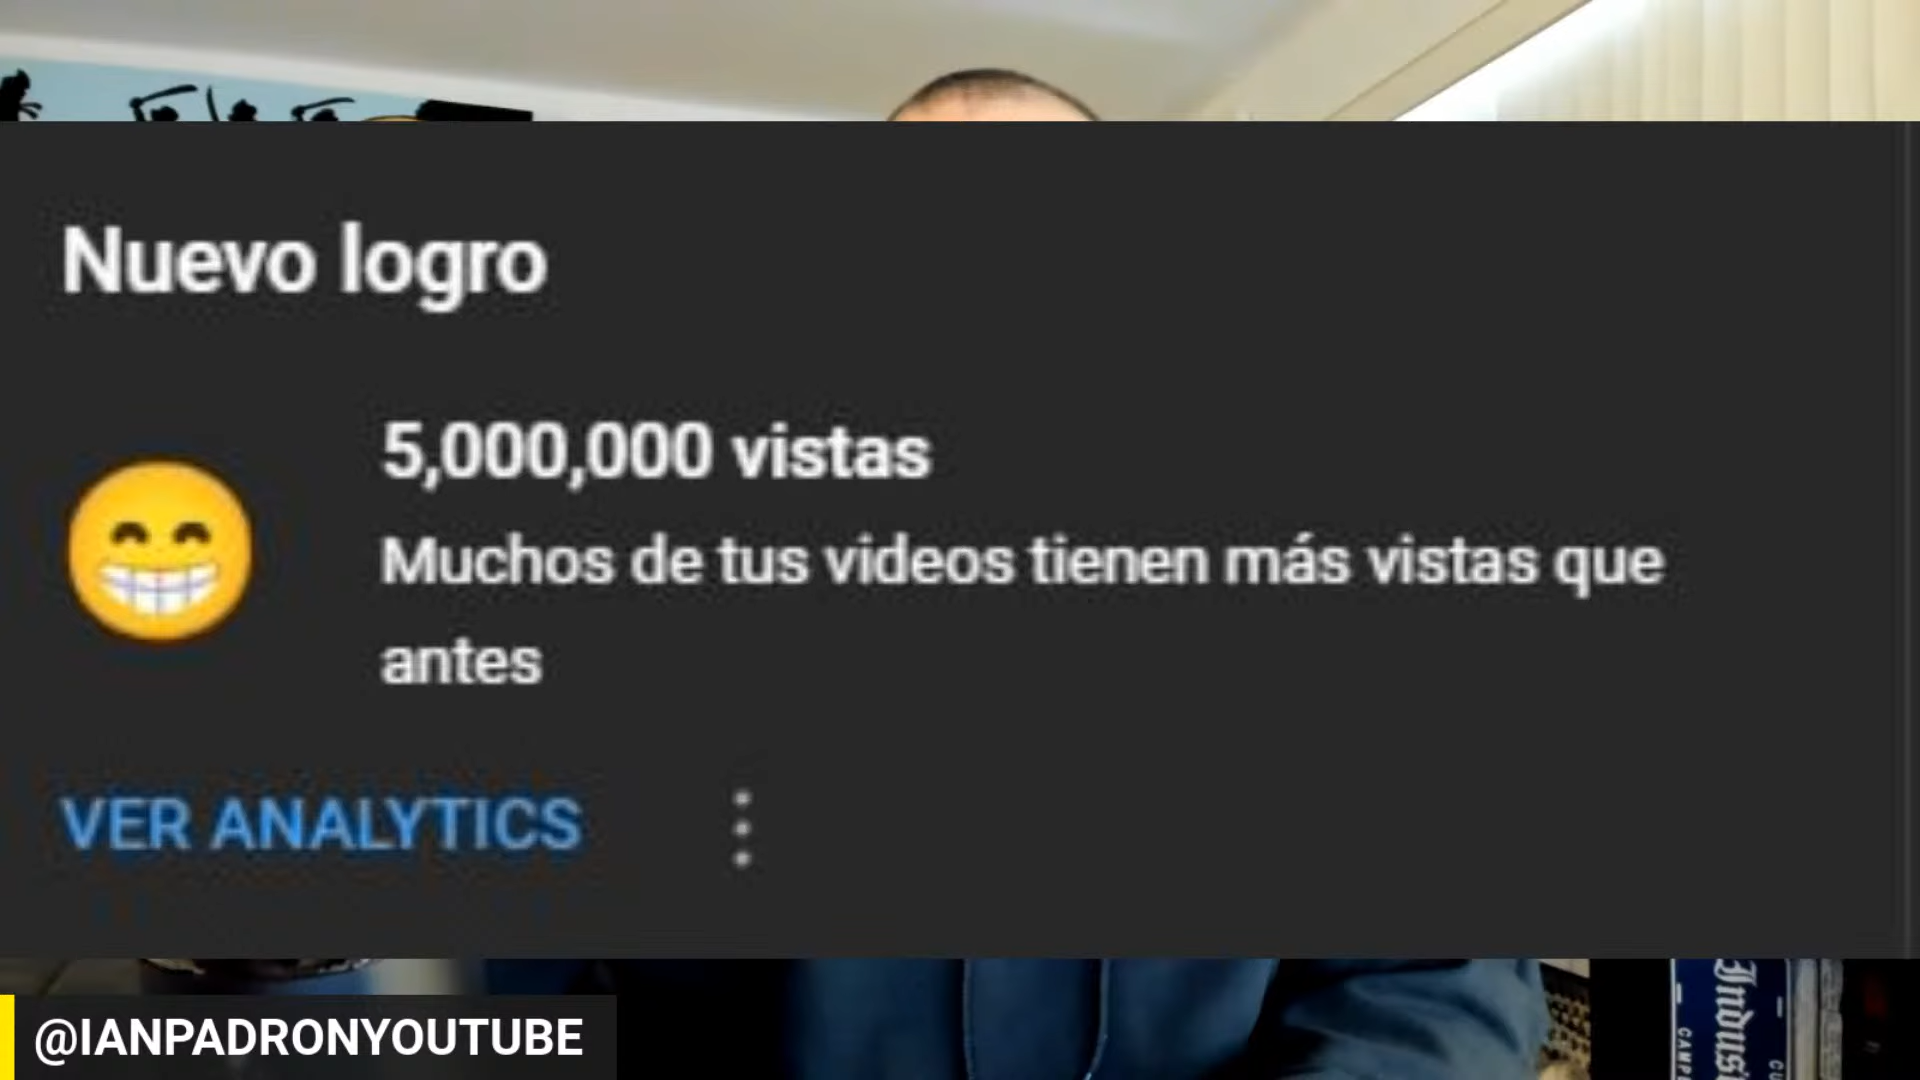 Nuevo logro
5,000,000 vistas
Muchos de tus videos tienen más vistas que
antes
VER ANALYTICS
@IANPADRONYOUTUBE